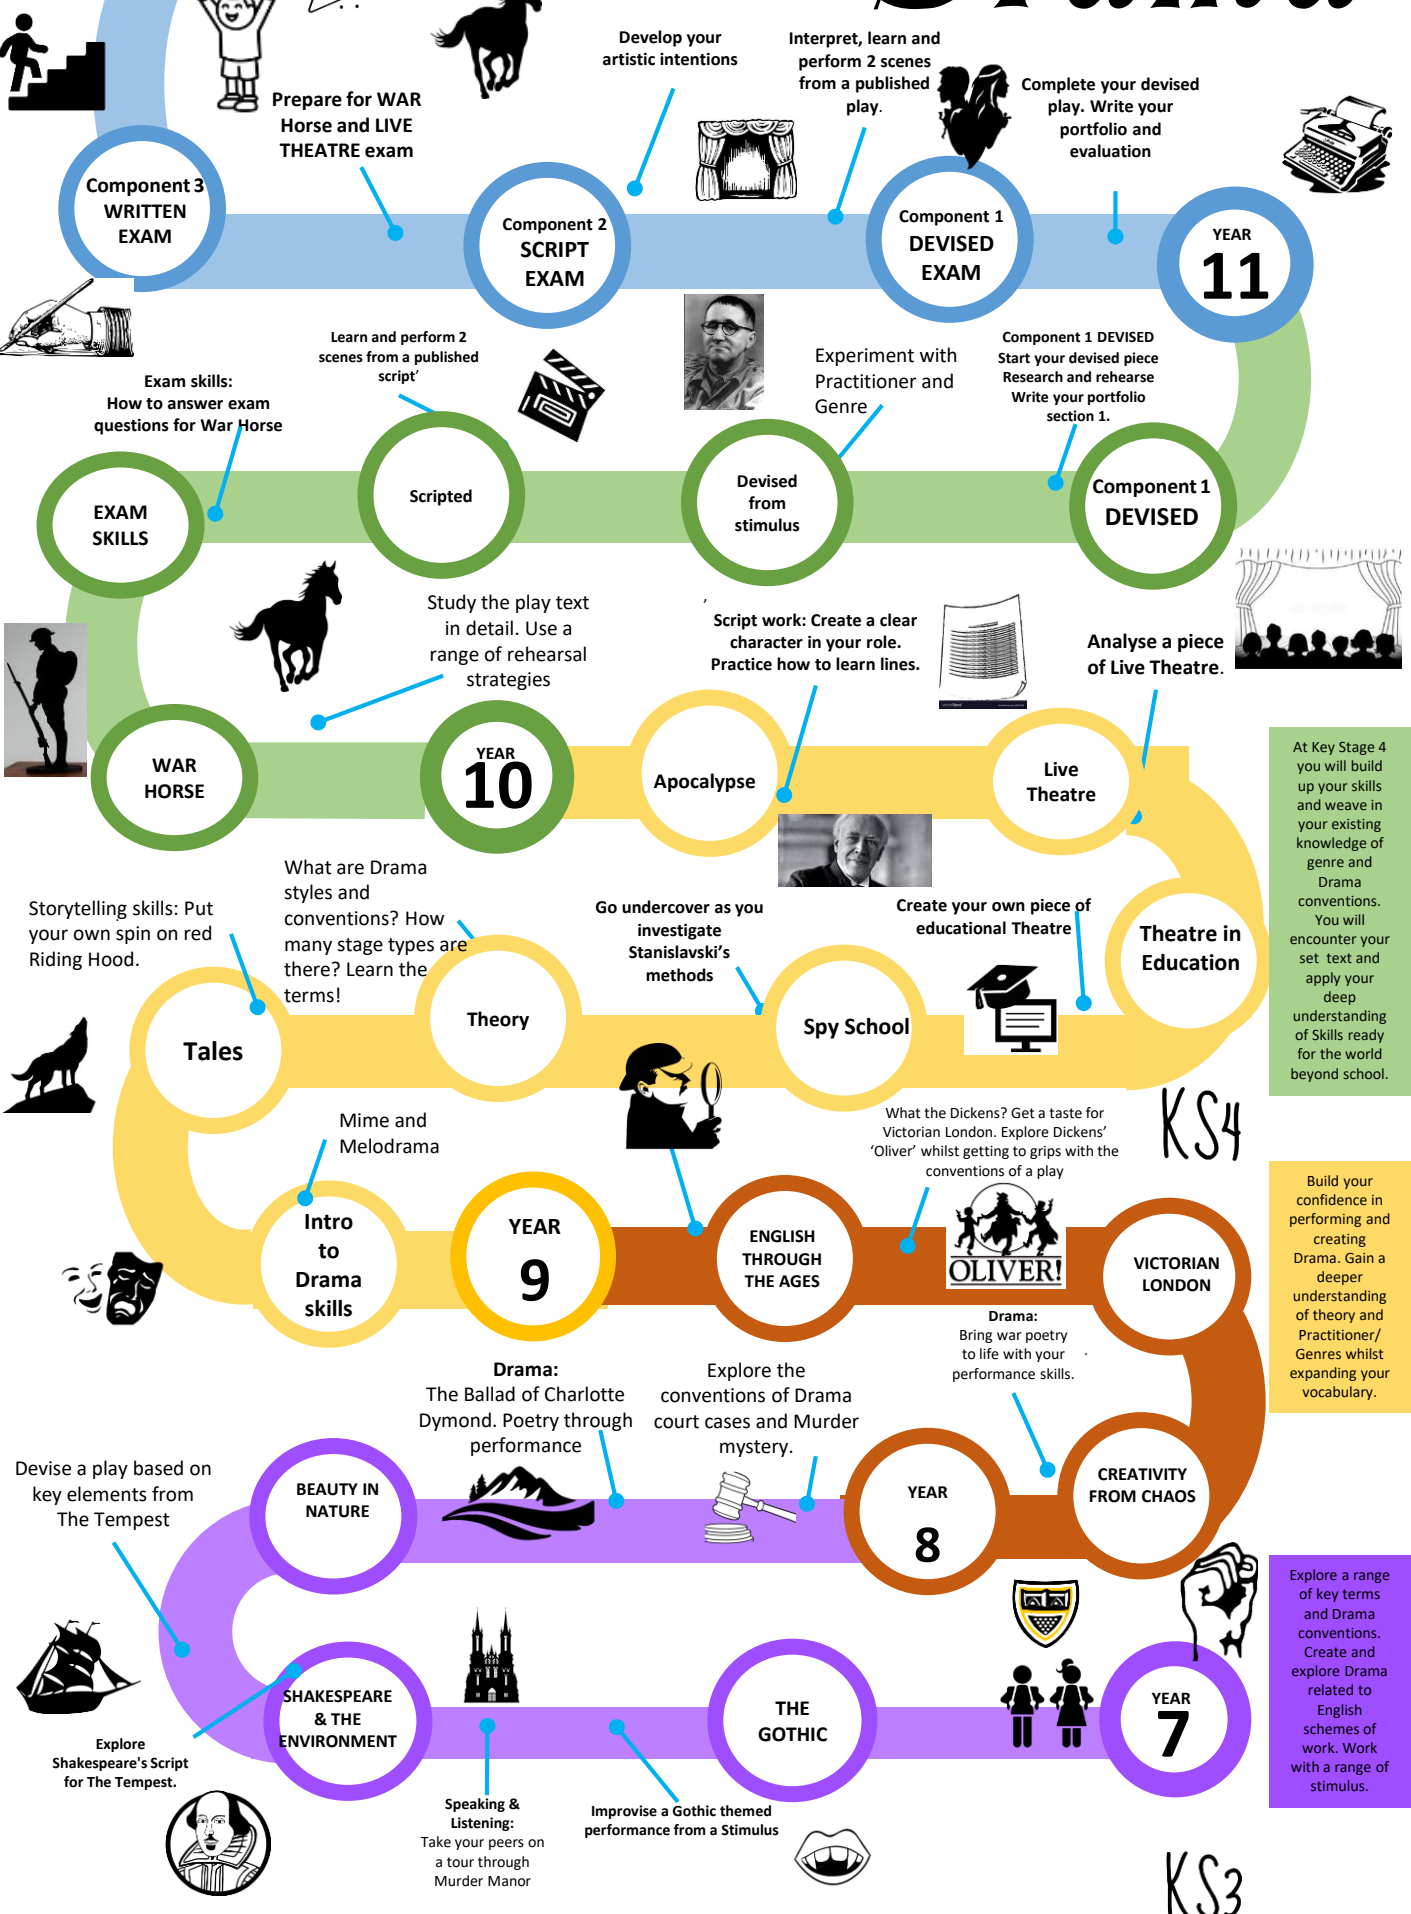 Drama
Develop your
artistic intentions
Interpret, learn and
perform 2 scenes
from a published
play.
Complete your devised
play. Write your
portfolio and
evaluation
Prepare for WAR
Horse and LIVE
THEATRE exam
Component 3
WRITTEN
EXAM
Component 2
SCRIPT
EXAM
Component 1
DEVISED
EXAM
YEAR
11
Exam skills:
How to answer exam
questions for War Horse
Learn and perform 2
scenes from a published
script’
Experiment with
Practitioner and
Genre
Component 1 DEVISED
Start your devised piece
Research and rehearse
Write your portfolio
section 1.
EXAM
SKILLS
Scripted
Devised
from
stimulus
Component 1
DEVISED
Study the play text
in detail. Use a
range of rehearsal
strategies
’
Script work: Create a clear
character in your role.
Practice how to learn lines.
Analyse a piece
of Live Theatre.
WAR
HORSE
YEAR
10
Apocalypse
Live
Theatre
At Key Stage 4
you will build
up your skills
and weave in
your existing
knowledge of
genre and
Drama
conventions.
You will
encounter your
set text and
apply your
deep
understanding
of Skills ready
for the world
beyond school.
Storytelling skills: Put
your own spin on red
Riding Hood.
What are Drama
styles and
conventions? How
many stage types are
there? Learn the
terms!
Go undercover as you
investigate
Stanislavski’s
methods
Create your own piece of
educational Theatre
Theatre in
Education
Tales
Theory
Spy School
KS4
Mime and
Melodrama
What the Dickens? Get a taste for
Victorian London. Explore Dickens’
‘Oliver’ whilst getting to grips with the
conventions of a play
Intro
to
Drama
skills
YEAR
9
ENGLISH
THROUGH
THE AGES
OLIVER!
VICTORIAN
LONDON
Build your
confidence in
performing and
creating
Drama. Gain a
deeper
understanding
of theory and
Practitioner/
Genres whilst
expanding your
vocabulary.
Drama:
The Ballad of Charlotte
Dymond. Poetry through
performance
Explore the
conventions of Drama
court cases and Murder
mystery.
Drama:
Bring war poetry
to life with your
performance skills.
Devise a play based on
key elements from
The Tempest
BEAUTY IN
NATURE
YEAR
8
CREATIVITY
FROM CHAOS
Explore a range
of key terms
and Drama
conventions.
Create and
explore Drama
related to
English
schemes of
work. Work
with a range of
stimulus.
Explore
Shakespeare's Script
for The Tempest.
SHAKESPEARE
& THE
ENVIRONMENT
THE
GOTHIC
YEAR
7
Speaking &
Listening:
Take your peers on
a tour through
Murder Manor
Improvise a Gothic themed
performance from a Stimulus
KS3